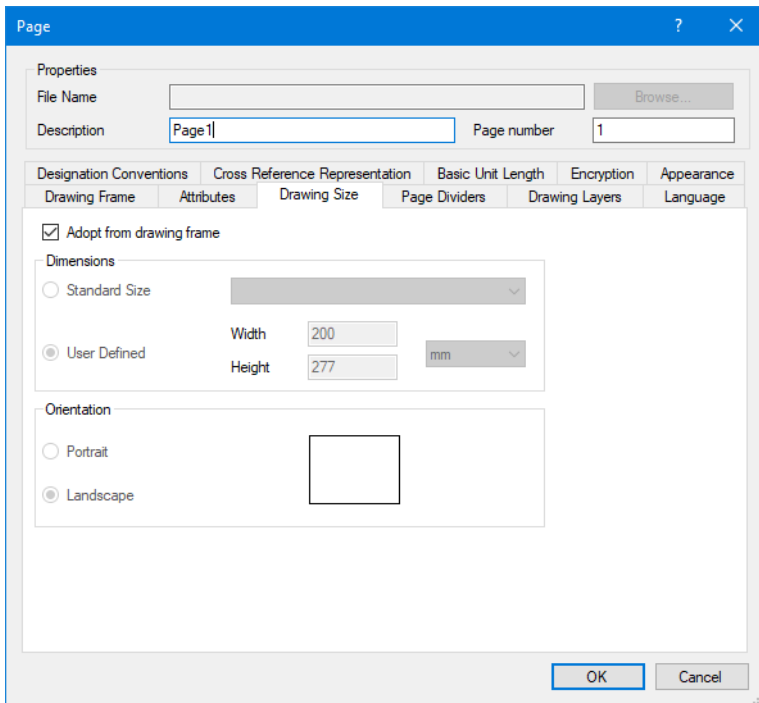 Page ?
Properties
File Name Browse...
Description Page1 Page number 1
Designation Conventions Cross Reference Representation Basic Unit Length Encryption Appearance
Drawing Frame Attributes Drawing Size Page Dividers Drawing Layers Language
Adopt from drawing frame
Dimensions
Standard Size
Width 200
User Defined mm
Height 277
Orientation
Portrait
Landscape
OK Cancel